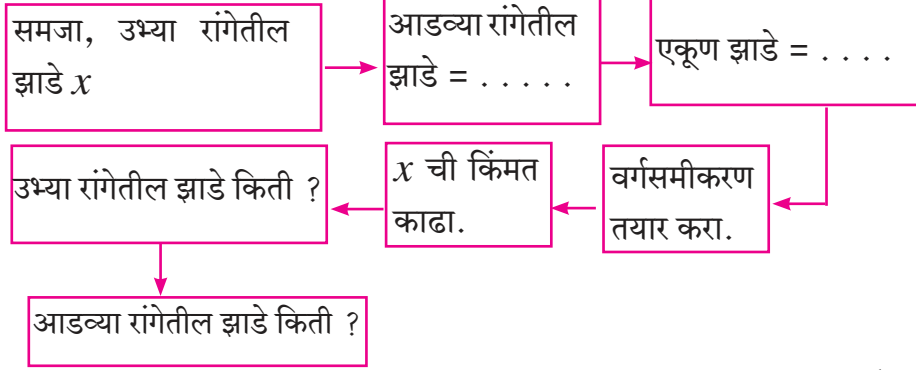 समजा, उभ्या रांगेतील
झाडे x
आडव्या रांगेतील
झाडे = . . . . .
एकूण झाडे = . . . .
वर्गसमीकरण
तयार करा.
x ची किंमत
काढा.
उभ्या रांगेतील झाडे किती ?
आडव्या रांगेतील झाडे किती ?